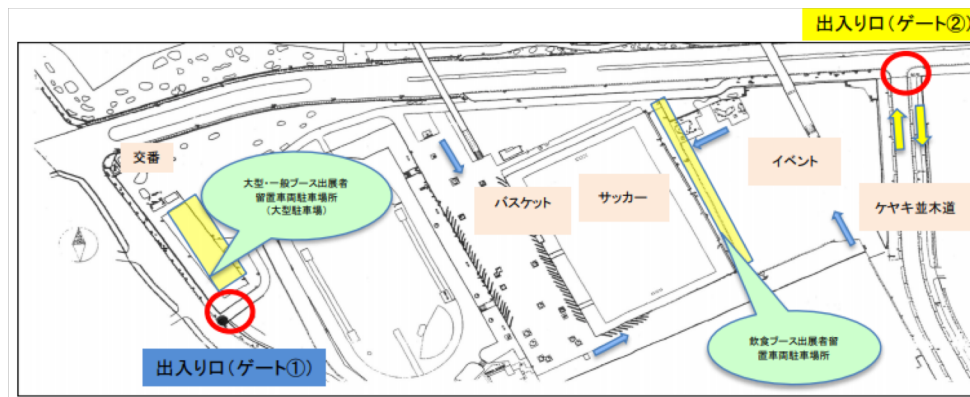 出入り口(ゲート②)
交番
大型・一般ブース出展者
留置車両駐車場所
(大型駐車場)
バスケット
サッカー
イベント
ケヤキ並木道
飲食ブース出展者留
置車両駐車場所
出入り口(ゲート①)